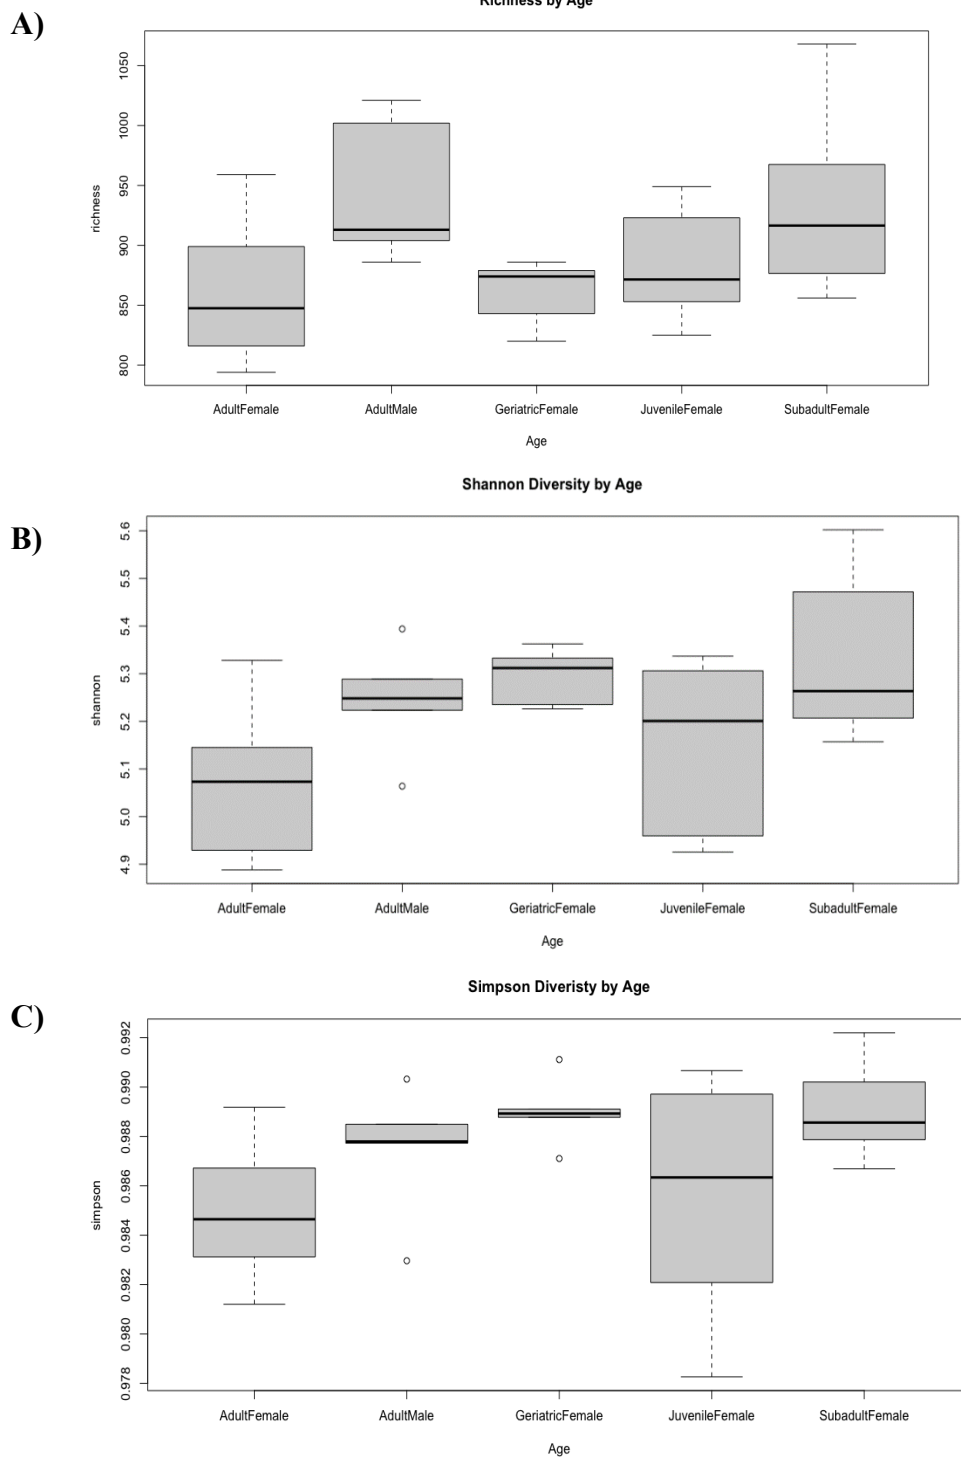 Richness by Age
A)
richness
1050
1000
950
900
850
800
AdultFemale AdultMale GeriatricFemale JuvenileFemale SubadultFemale
Age
Shannon Diversity by Age
B)
shannon
5.6
5.5
5.4
5.3
5.2
5.1
5.0
4.9
AdultFemale AdultMale GeriatricFemale JuvenileFemale SubadultFemale
Age
Simpson Diveristy by Age
C)
simpson
0.992
0.990
0.988
0.986
0.984
0.982
0.980
0.978
AdultFemale AdultMale GeriatricFemale JuvenileFemale SubadultFemale
Age